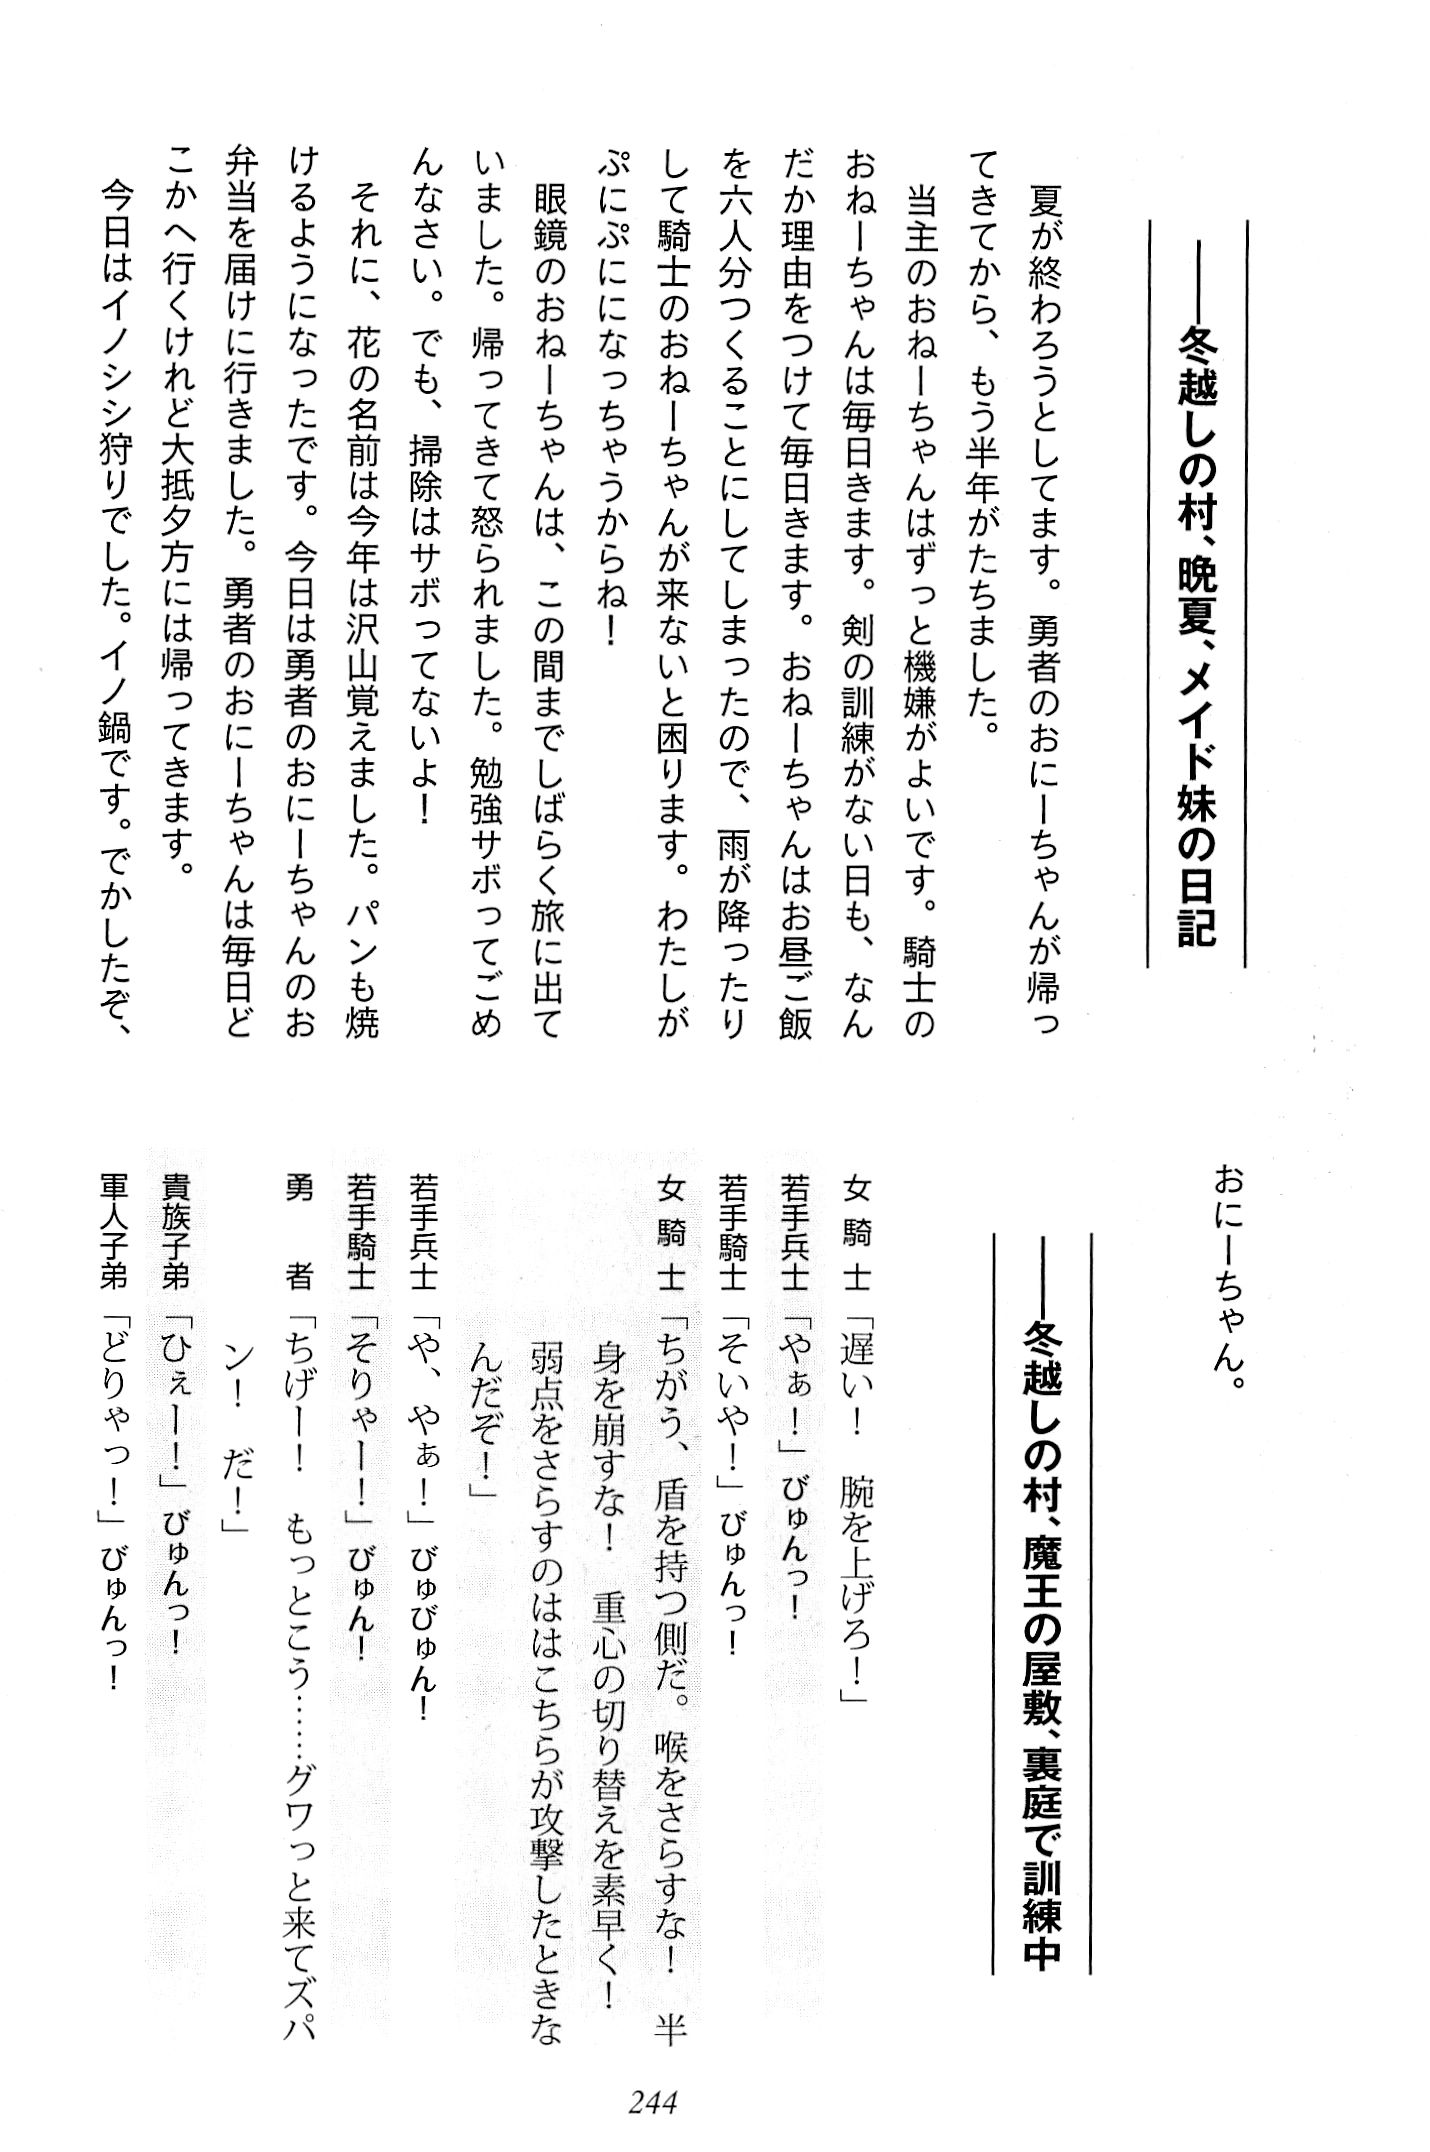 ――冬越しの村、晩夏、メイド妹の日記
　夏が終わろうとしてます。勇者のおにーちゃんが帰っ
てきてから、もう半年がたちました。
　当主のおねーちゃんはずっと機嫌がよいです。騎士の
おねーちゃんは毎日きます。剣の訓練がない日も、なん
だか理由をつけて毎日きます。おねーちゃんはお昼ご飯
を六人分つくることにしてしまったので、雨が降ったり
して騎士のおねーちゃんが来ないと困ります。わたしが
ぷにぷにになっちゃうからね！
　眼鏡のおねーちゃんは、この間までしばらく旅に出て
いました。帰ってきて怒られました。勉強サボってごめ
んなさい。でも、掃除はサボってないよ！
　それに、花の名前は今年は沢山覚えました。パンも焼
けるようになったです。今日は勇者のおにーちゃんのお
弁当を届けに行きました。勇者のおにーちゃんは毎日ど
こかへ行くけれど大抵夕方には帰ってきます。
　今日はイノシシ狩りでした。イノ鍋です。でかしたぞ、
おにーちゃん。
――冬越しの村、魔王の屋敷、裏庭で訓練中
女騎士「遅い！　腕を上げろ！」
若手兵士「やぁ！」びゅんっ！
若手騎士「そいや！」びゅんっ！
女騎士「ちがう、盾を持つ側だ。喉をさらすな！　半
身を崩すな！　重心の切り替えを素早く！
弱点をさらすのははこちらが攻撃したときな
んだぞ！」
若手兵士「や、やぁ！」びゅびゅん！
若手騎士「そりゃー！」びゅん！
勇　者「ちげー！　もっとこう……グワっと来てズパ
ン！　だ！」
貴族子弟「ひぇー！」びゅんっ！
軍人子弟「どりゃっ！」びゅんっ！
244